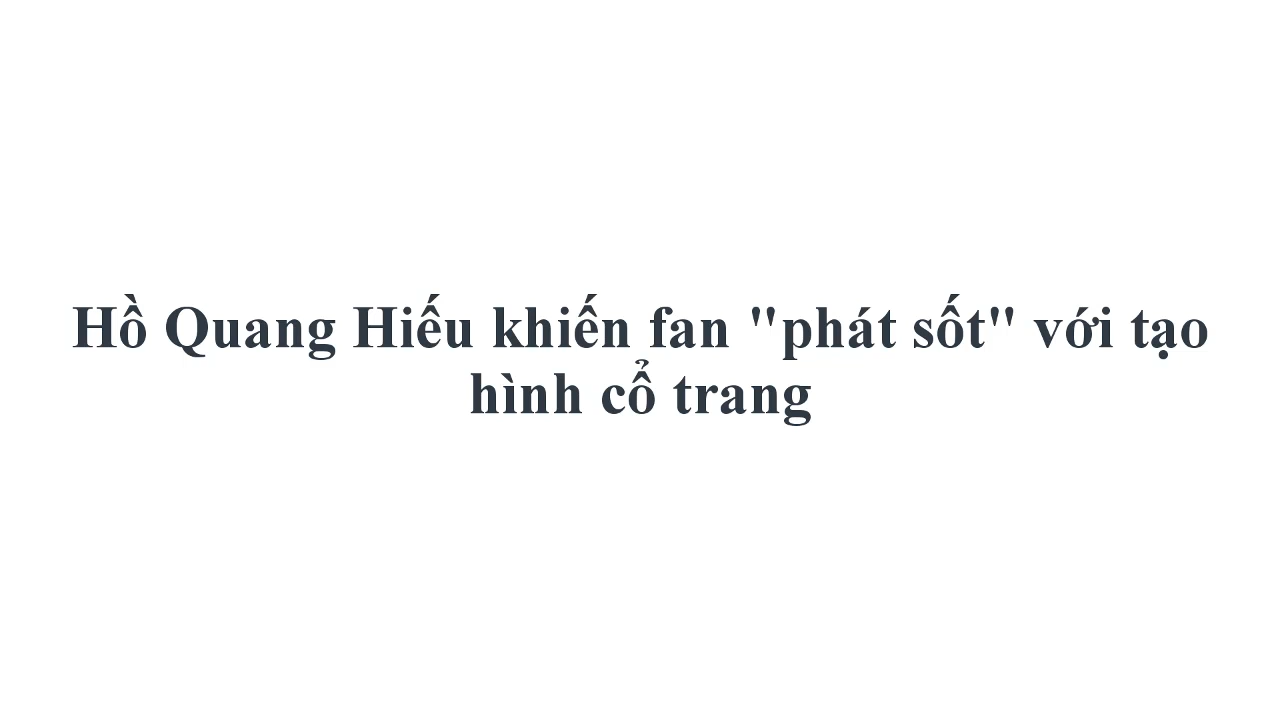 Hồ Quang Hiếu khiến fan "phát sốt" với tạo
hình cổ trang